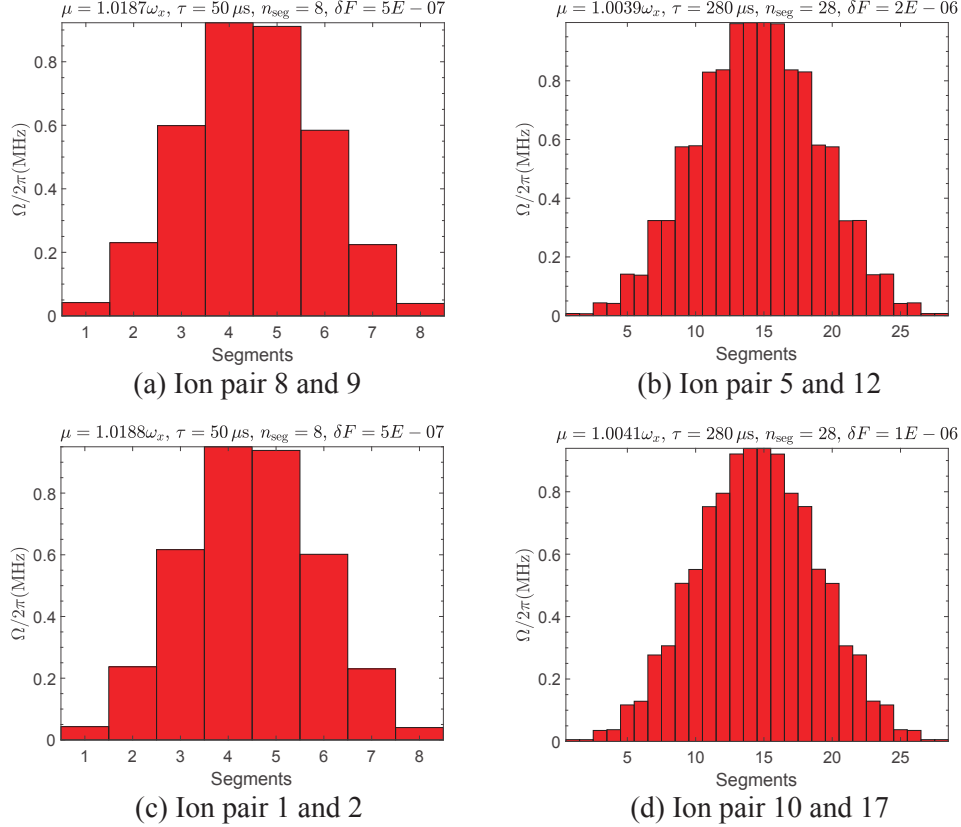 μ = 1.0187ω_x, τ = 50 μs, n_seg = 8, δF = 5E − 07
Ω/2π(MHz)
0.8
0.6
0.4
0.2
0
1 2 3 4 5 6 7 8
Segments
(a) Ion pair 8 and 9
μ = 1.0039ω_x, τ = 280 μs, n_seg = 28, δF = 2E − 06
Ω/2π(MHz)
0.8
0.6
0.4
0.2
0
5 10 15 20 25
Segments
(b) Ion pair 5 and 12
μ = 1.0188ω_x, τ = 50 μs, n_seg = 8, δF = 5E − 07
Ω/2π(MHz)
0.8
0.6
0.4
0.2
0
1 2 3 4 5 6 7 8
Segments
(c) Ion pair 1 and 2
μ = 1.0041ω_x, τ = 280 μs, n_seg = 28, δF = 1E − 06
Ω/2π(MHz)
0.8
0.6
0.4
0.2
0
5 10 15 20 25
Segments
(d) Ion pair 10 and 17